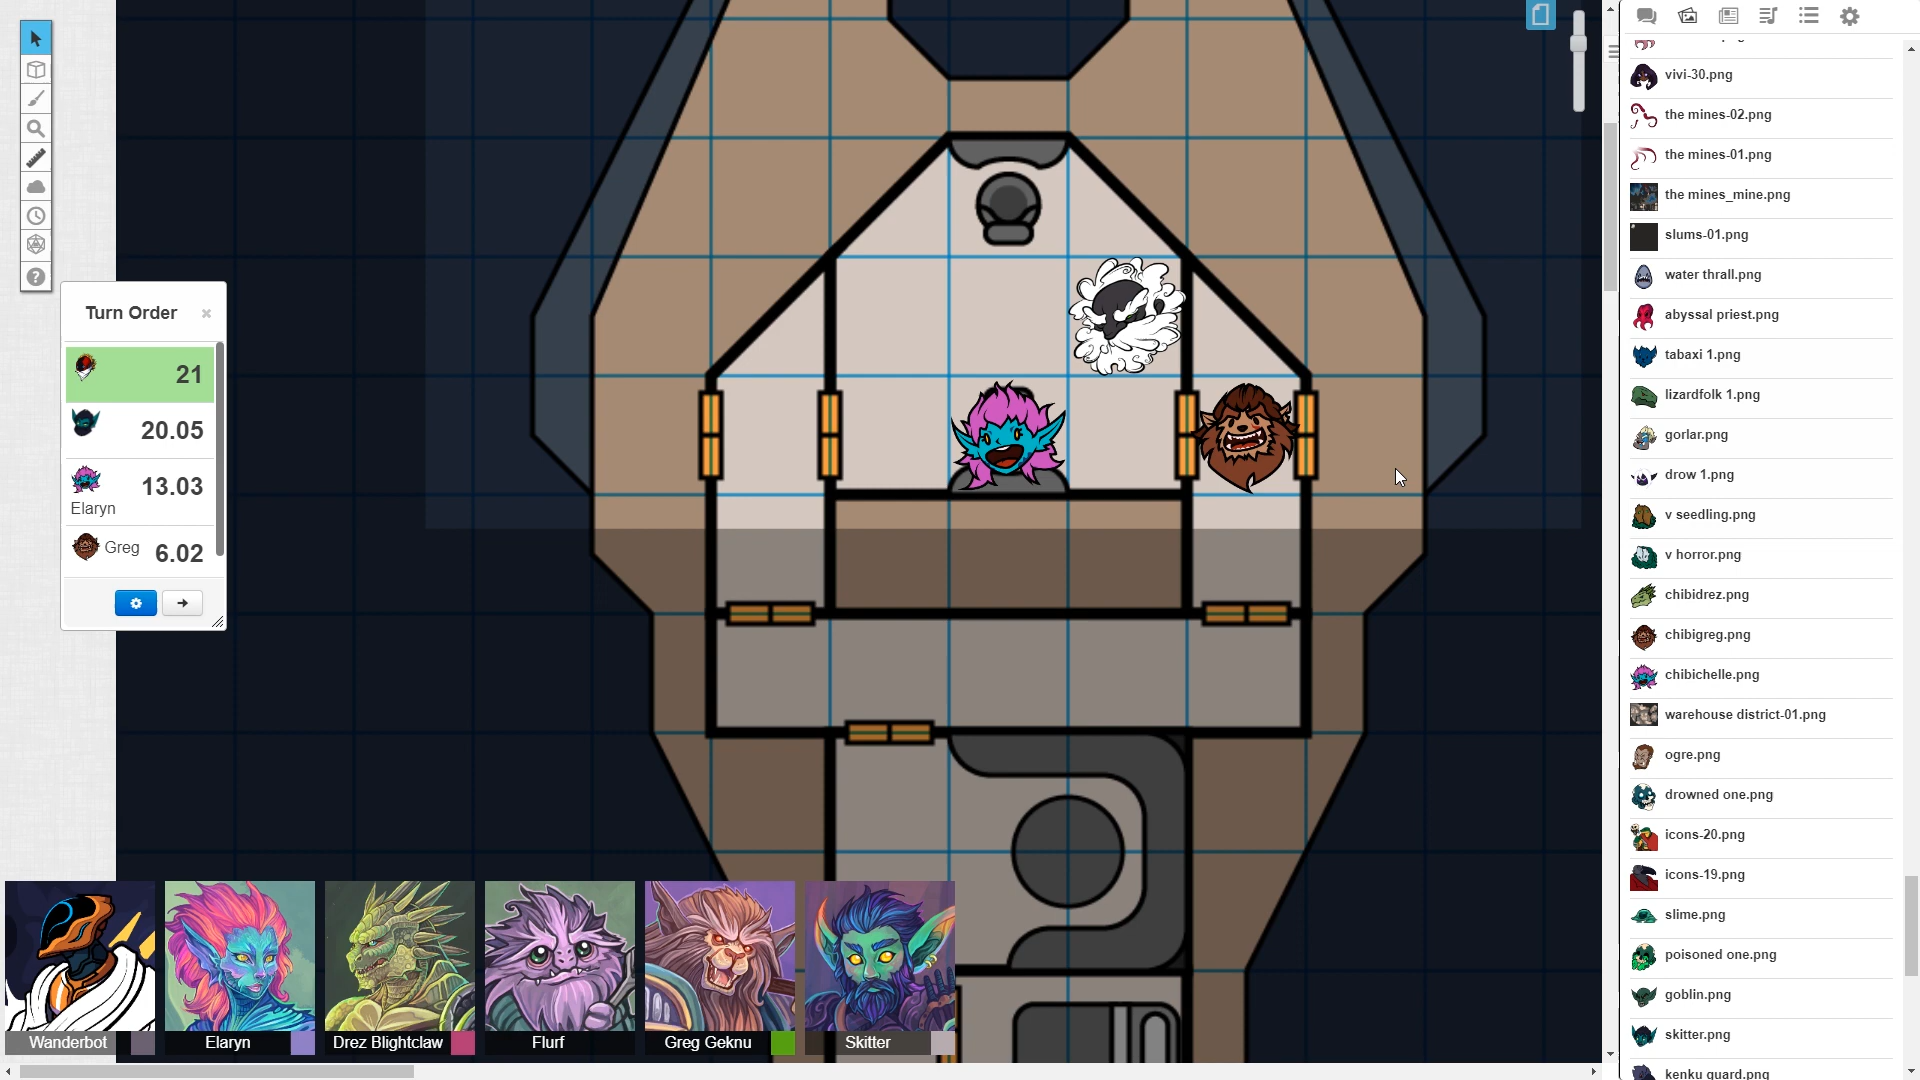 Turn Order ×
21
20.05
13.03
Elaryn
Greg 6.02
Wanderbot
Elaryn
Drez Blightclaw
Flurf
Greg Geknu
Skitter
vivi-30.png
the mines-02.png
the mines-01.png
the mines_mine.png
slums-01.png
water thrall.png
abyssal priest.png
tabaxi 1.png
lizardfolk 1.png
gorlar.png
drow 1.png
v seedling.png
v horror.png
chibidrez.png
chibigreg.png
chibichelle.png
warehouse district-01.png
ogre.png
drowned one.png
icons-20.png
icons-19.png
slime.png
poisoned one.png
goblin.png
skitter.png
kenku guard.png